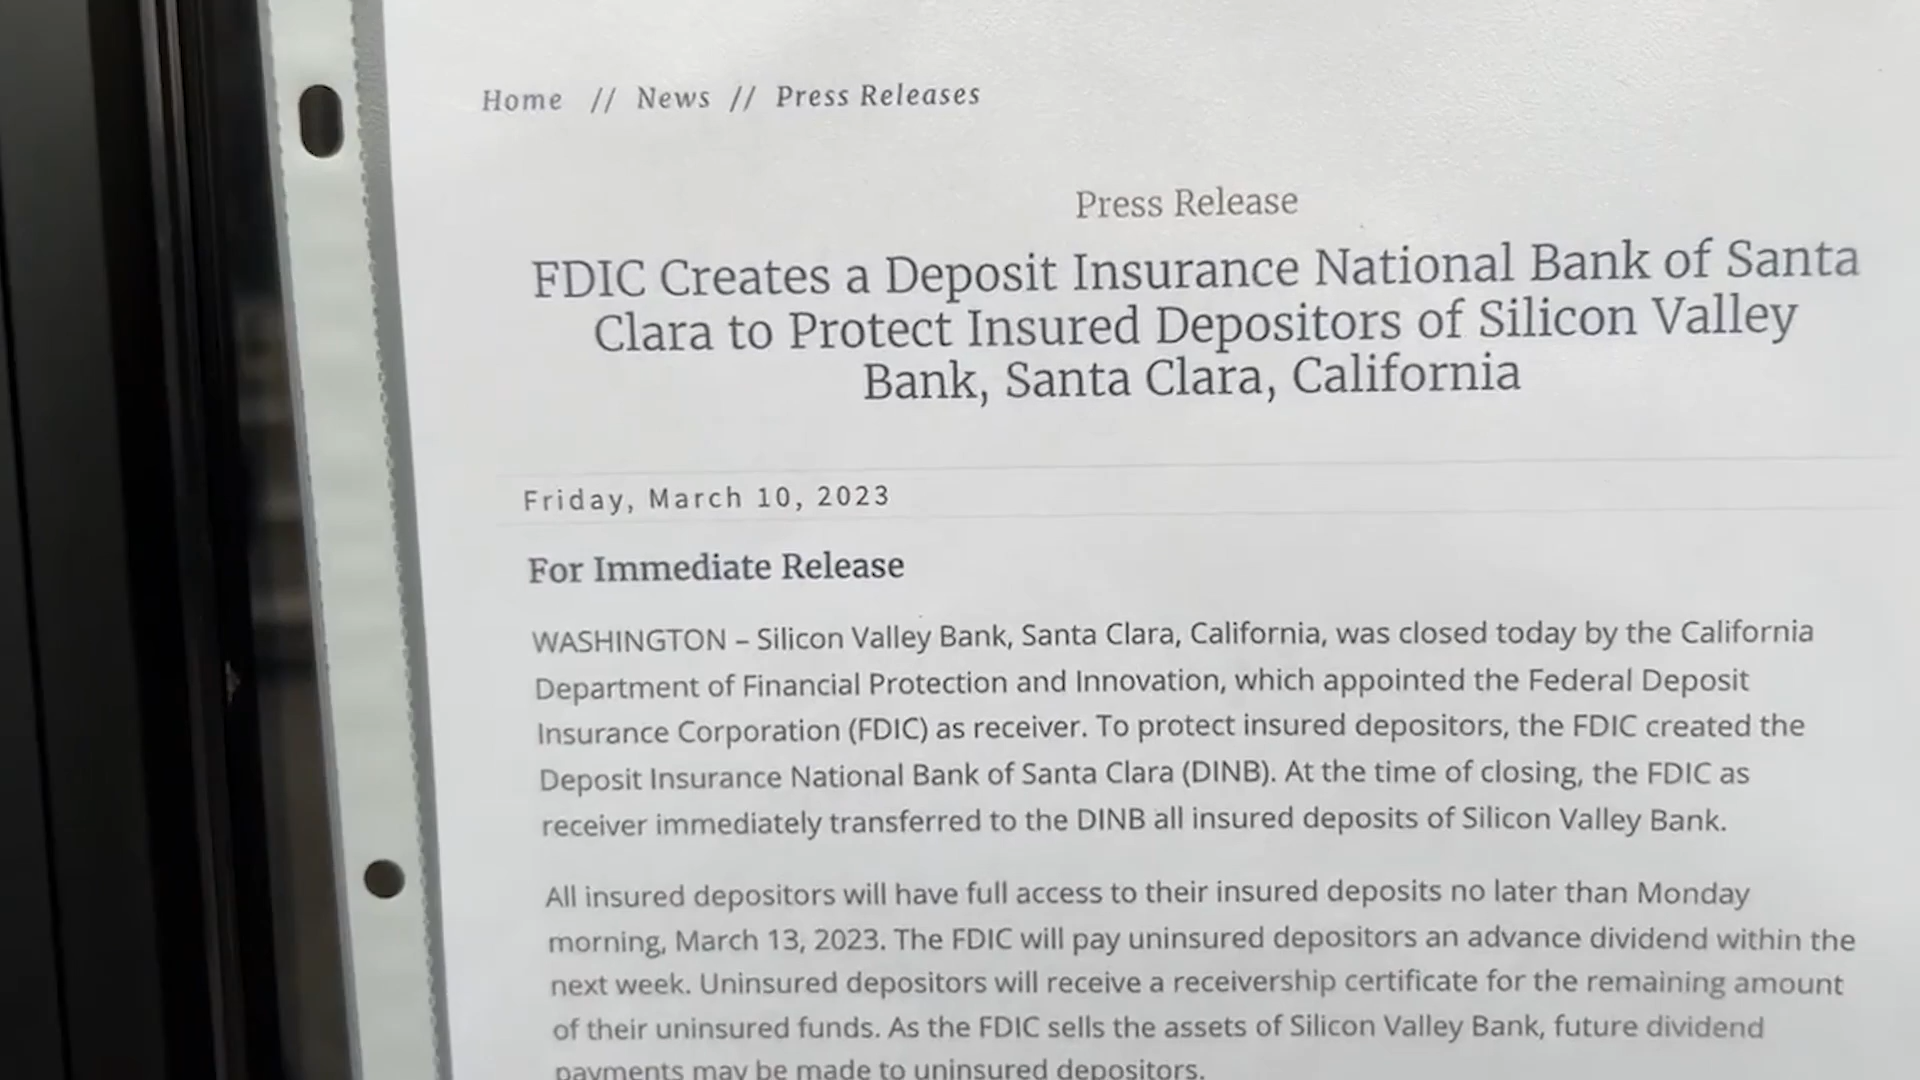 Home // News // Press Releases
Press Release
FDIC Creates a Deposit Insurance National Bank of Santa
Clara to Protect Insured Depositors of Silicon Valley
Bank, Santa Clara, California
Friday, March 10, 2023
For Immediate Release
WASHINGTON – Silicon Valley Bank, Santa Clara, California, was closed today by the California
Department of Financial Protection and Innovation, which appointed the Federal Deposit
Insurance Corporation (FDIC) as receiver. To protect insured depositors, the FDIC created the
Deposit Insurance National Bank of Santa Clara (DINB). At the time of closing, the FDIC as
receiver immediately transferred to the DINB all insured deposits of Silicon Valley Bank.
All insured depositors will have full access to their insured deposits no later than Monday
morning, March 13, 2023. The FDIC will pay uninsured depositors an advance dividend within the
next week. Uninsured depositors will receive a receivership certificate for the remaining amount
of their uninsured funds. As the FDIC sells the assets of Silicon Valley Bank, future dividend
payments may be made to uninsured depositors.